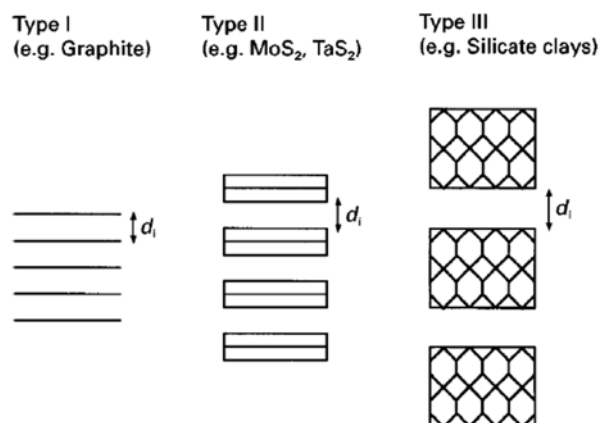 Type I
(e.g. Graphite)
Type II
(e.g. MoS₂, TaS₂)
Type III
(e.g. Silicate clays)
dᵢ
dᵢ
dᵢ